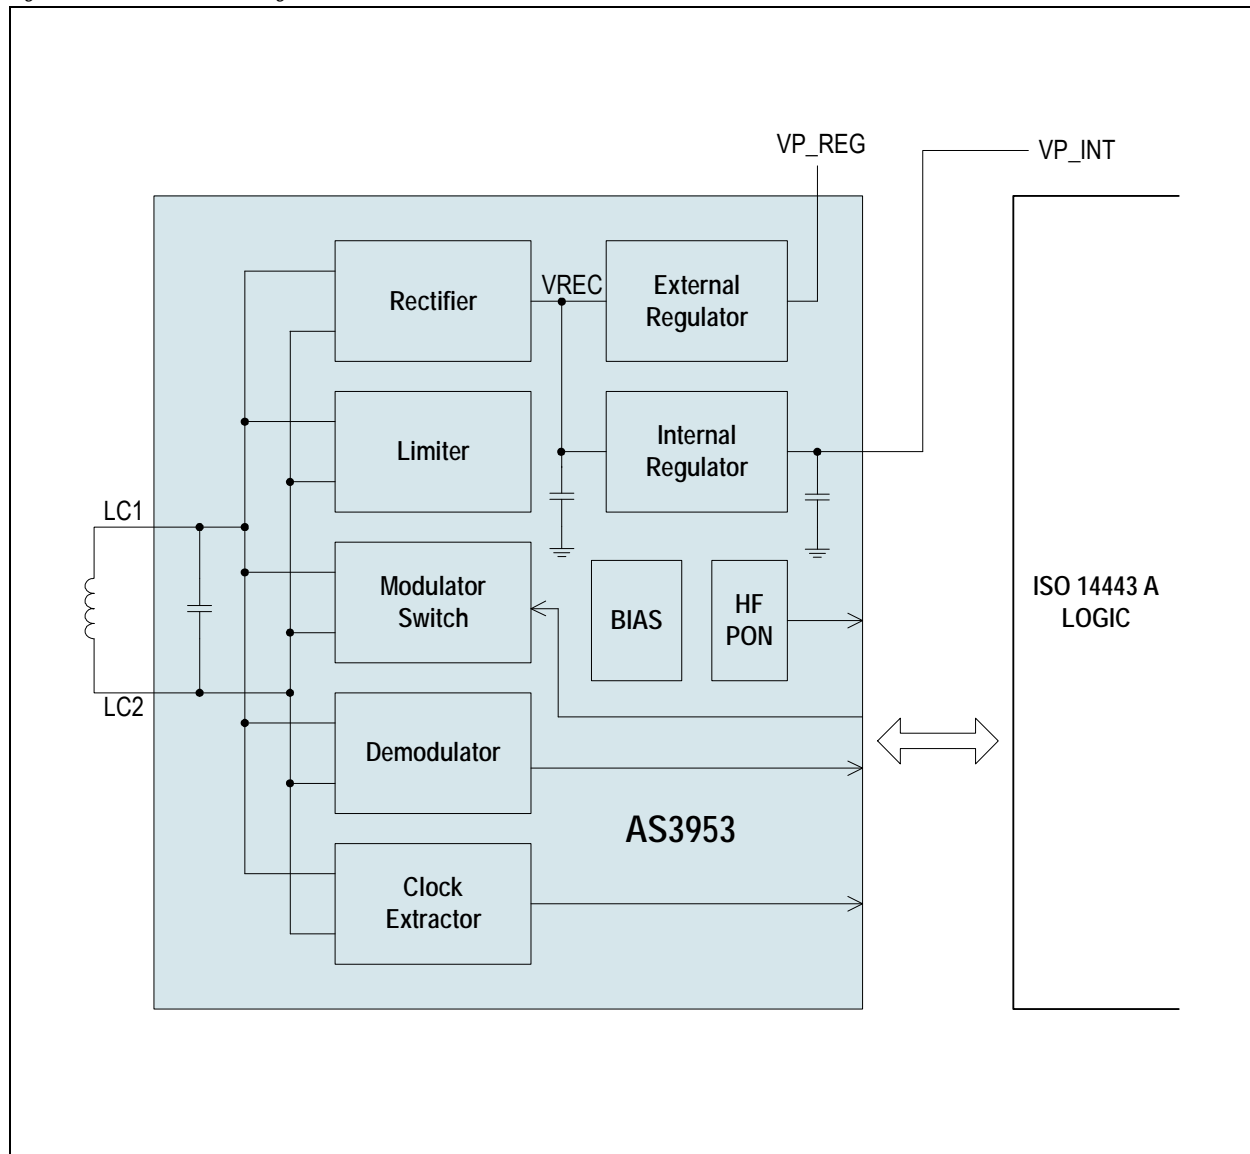 VP_REG
VP_INT
Rectifier
VREC
External
Regulator
Limiter
Internal
Regulator
LC1
Modulator
Switch
BIAS
HF
PON
ISO 14443 A
LOGIC
LC2
Demodulator
AS3953
Clock
Extractor